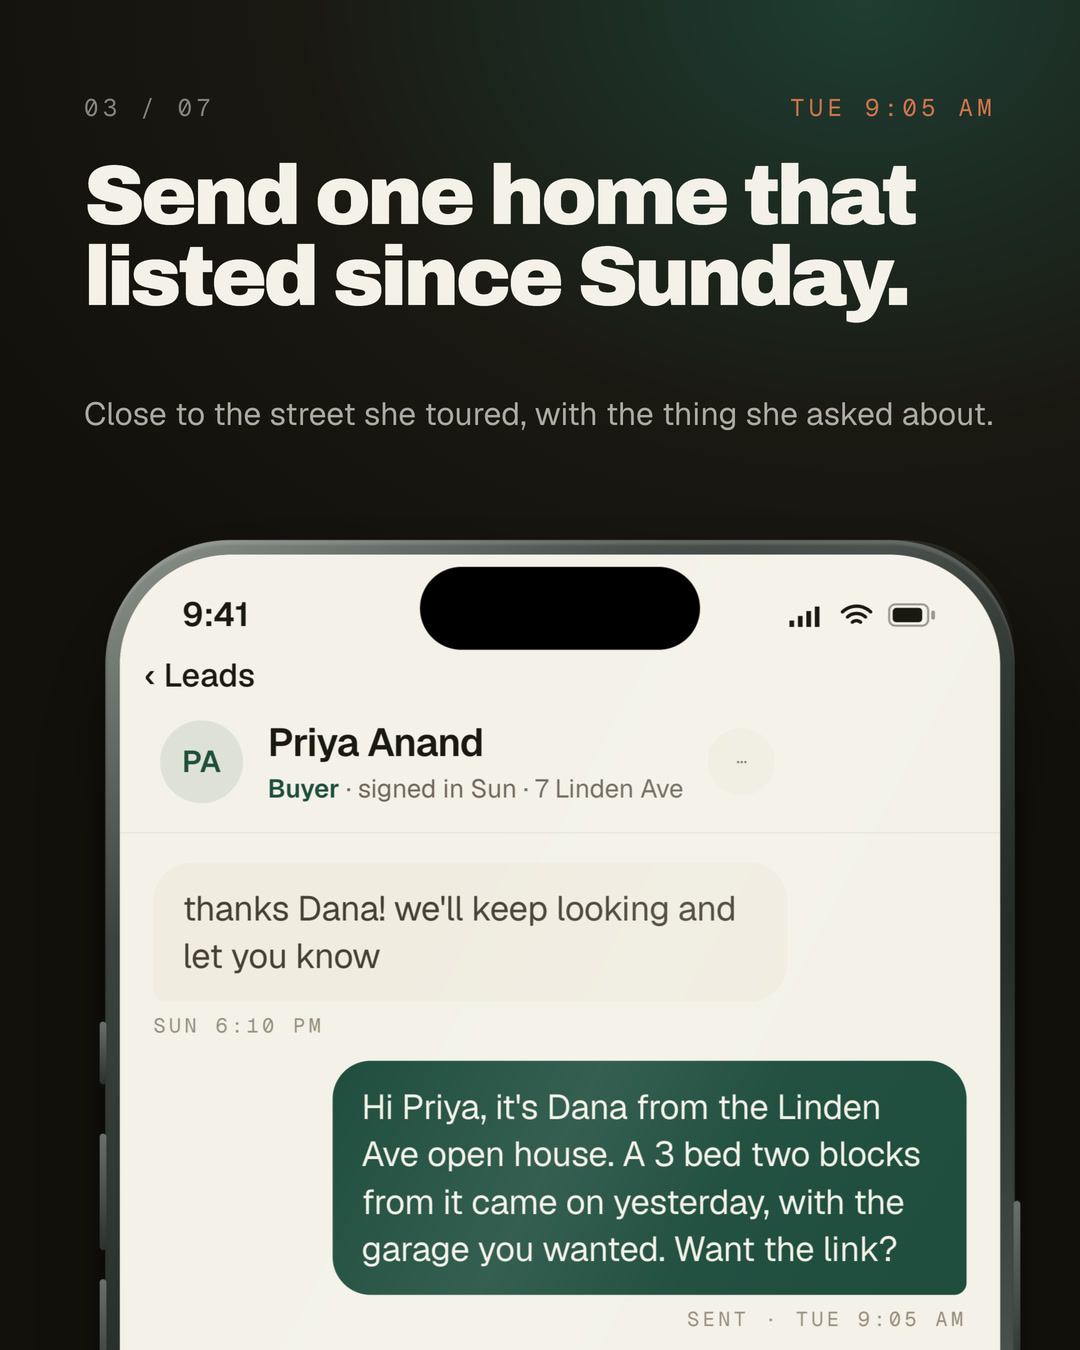 03 / 07
TUE 9:05 AM
Send one home that
listed since Sunday.
Close to the street she toured, with the thing she asked about.
9:41
‹ Leads
PA
Priya Anand
Buyer · signed in Sun · 7 Linden Ave
...
thanks Dana! we'll keep looking and
let you know
SUN 6:10 PM
Hi Priya, it's Dana from the Linden
Ave open house. A 3 bed two blocks
from it came on yesterday, with the
garage you wanted. Want the link?
SENT · TUE 9:05 AM